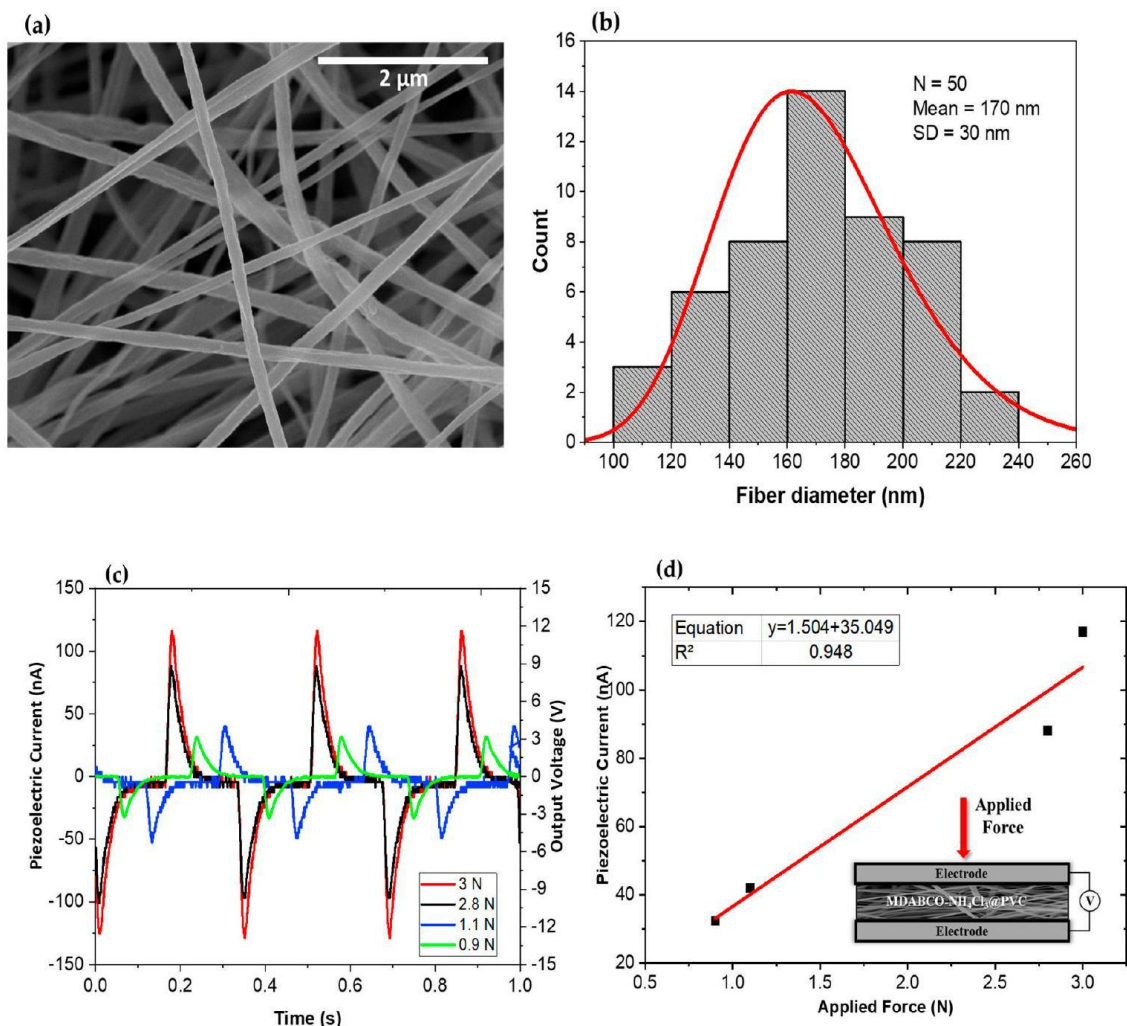 (a)
2 μm
(b)
16
14
12
10
8
6
4
2
0
Count
N = 50
Mean = 170 nm
SD = 30 nm
100 120 140 160 180 200 220 240 260
Fiber diameter (nm)
(c)
150
100
50
0
-50
-100
-150
Piezoelectric Current (nA)
15
12
9
6
3
0
-3
-6
-9
-12
-15
Output Voltage (V)
3 N
2.8 N
1.1 N
0.9 N
0.0 0.2 0.4 0.6 0.8 1.0
Time (s)
(d)
120
100
80
60
40
20
Piezoelectric Current (nA)
Equation y=1.504+35.049
R² 0.948
Applied
Force
Electrode
MDABCO-NH₄Cl₃@PVC
V
Electrode
0.5 1.0 1.5 2.0 2.5 3.0
Applied Force (N)